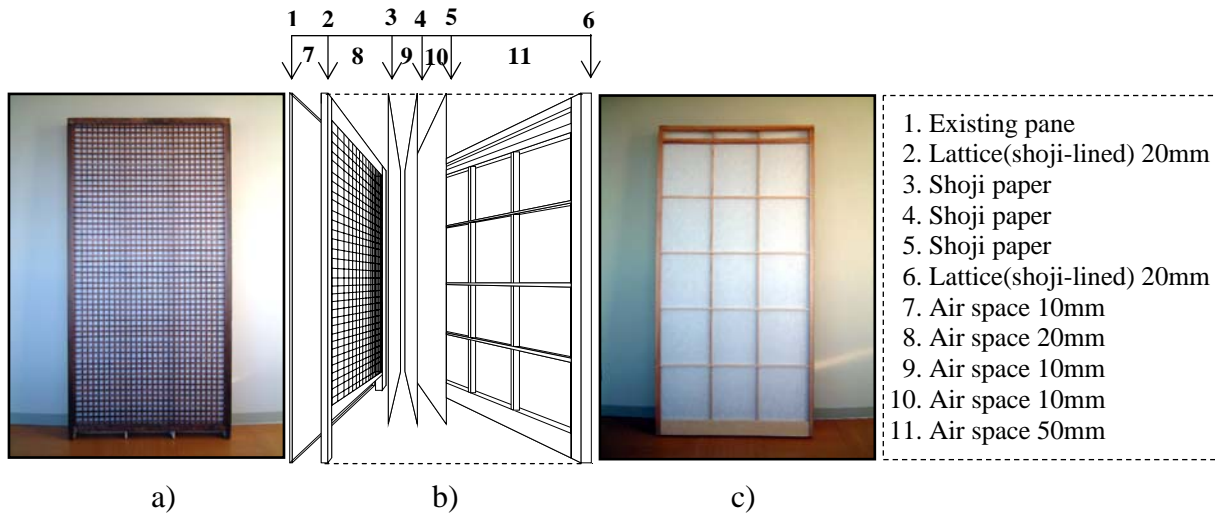 1 2 3 4 5 6
7 8 9 10 11
1. Existing pane
2. Lattice(shoji-lined) 20mm
3. Shoji paper
4. Shoji paper
5. Shoji paper
6. Lattice(shoji-lined) 20mm
7. Air space 10mm
8. Air space 20mm
9. Air space 10mm
10. Air space 10mm
11. Air space 50mm
a) b) c)